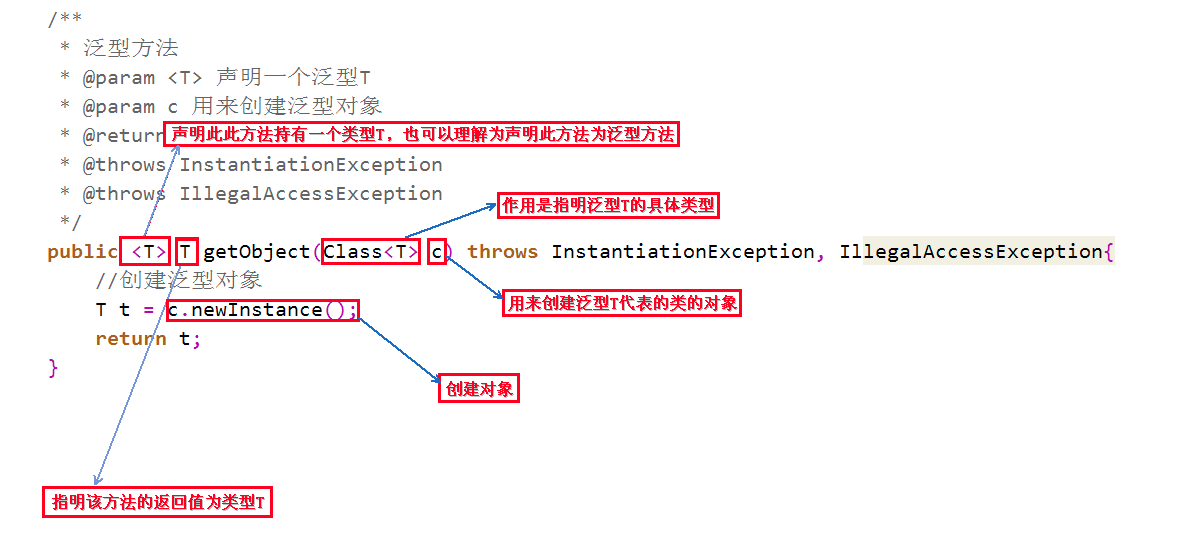 /**
* 泛型方法
* @param <T> 声明一个泛型T
* @param c 用来创建泛型对象
* @return 声明此此方法持有一个类型T，也可以理解为声明此方法为泛型方法
* @throws InstantiationException
* @throws IllegalAccessException
作用是指明泛型T的具体类型
*/
public <T> T getObject(Class<T> c) throws InstantiationException, IllegalAccessException{
//创建泛型对象
用来创建泛型T代表的类的对象
T t = c.newInstance();
return t;
}
创建对象
指明该方法的返回值为类型T